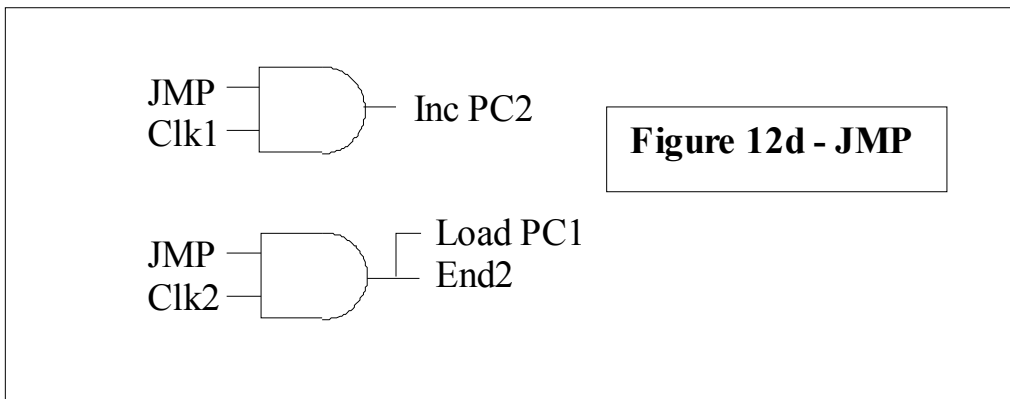 JMP
Clk1
Inc PC2
Figure 12d - JMP
JMP
Clk2
Load PC1
End2